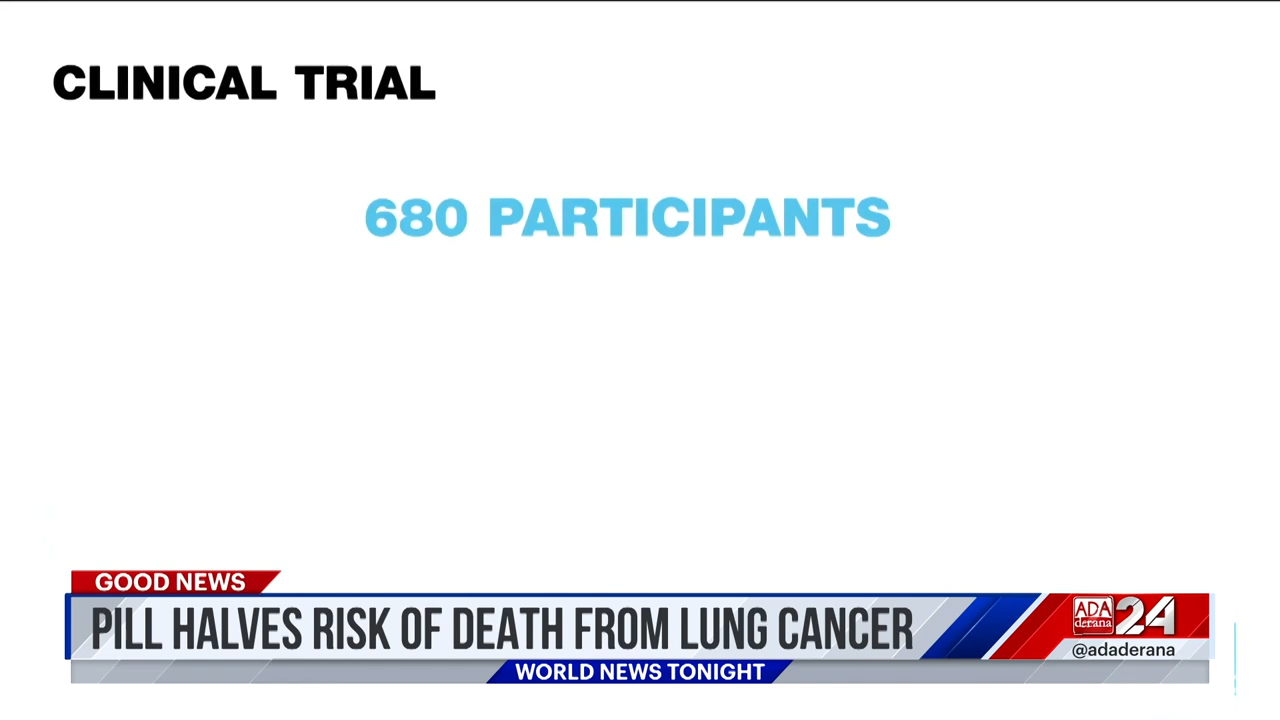 CLINICAL TRIAL
680 PARTICIPANTS
GOOD NEWS
PILL HALVES RISK OF DEATH FROM LUNG CANCER
ADA
derana
24
@adaderana
WORLD NEWS TONIGHT